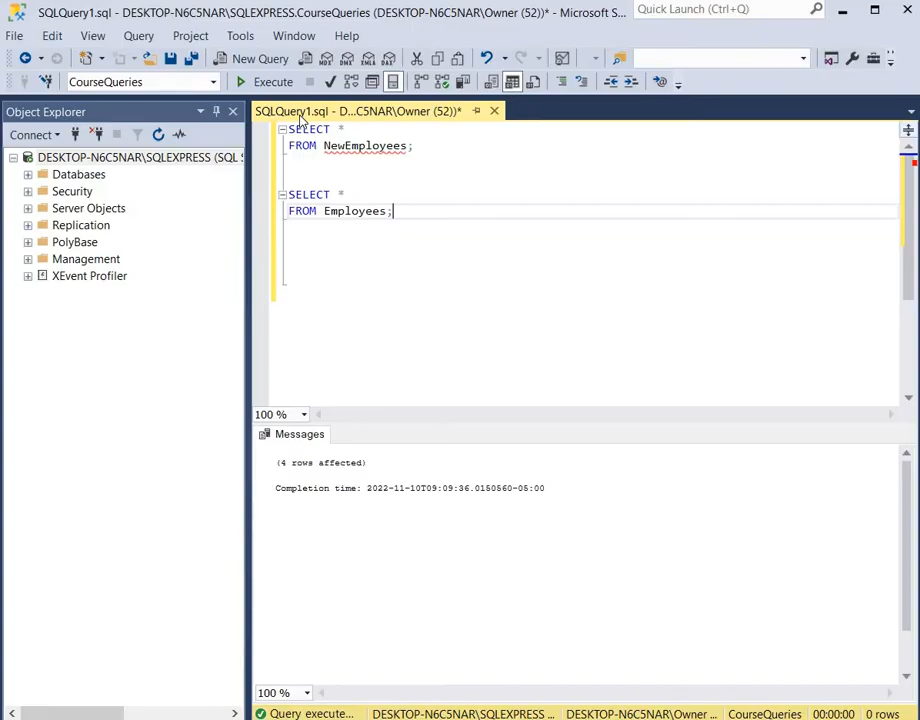 SQLQuery1.sql - DESKTOP-N6C5NAR\SQLEXPRESS.CourseQueries (DESKTOP-N6C5NAR\Owner (52))* - Microsoft S...
Quick Launch (Ctrl+Q)
File Edit View Query Project Tools Window Help
New Query
MDX DMX XMLA DAX
CourseQueries
Execute
Object Explorer
SQLQuery1.sql - D...C5NAR\Owner (52))*
Connect
DESKTOP-N6C5NAR\SQLEXPRESS (SQL S
Databases
Security
Server Objects
Replication
PolyBase
Management
XEvent Profiler
SELECT *
FROM NewEmployees;
SELECT *
FROM Employees;
100 %
Messages
(4 rows affected)
Completion time: 2022-11-10T09:09:36.0150560-05:00
100 %
Query execute... DESKTOP-N6C5NAR\SQLEXPRESS ... DESKTOP-N6C5NAR\Owner ... CourseQueries 00:00:00 0 rows